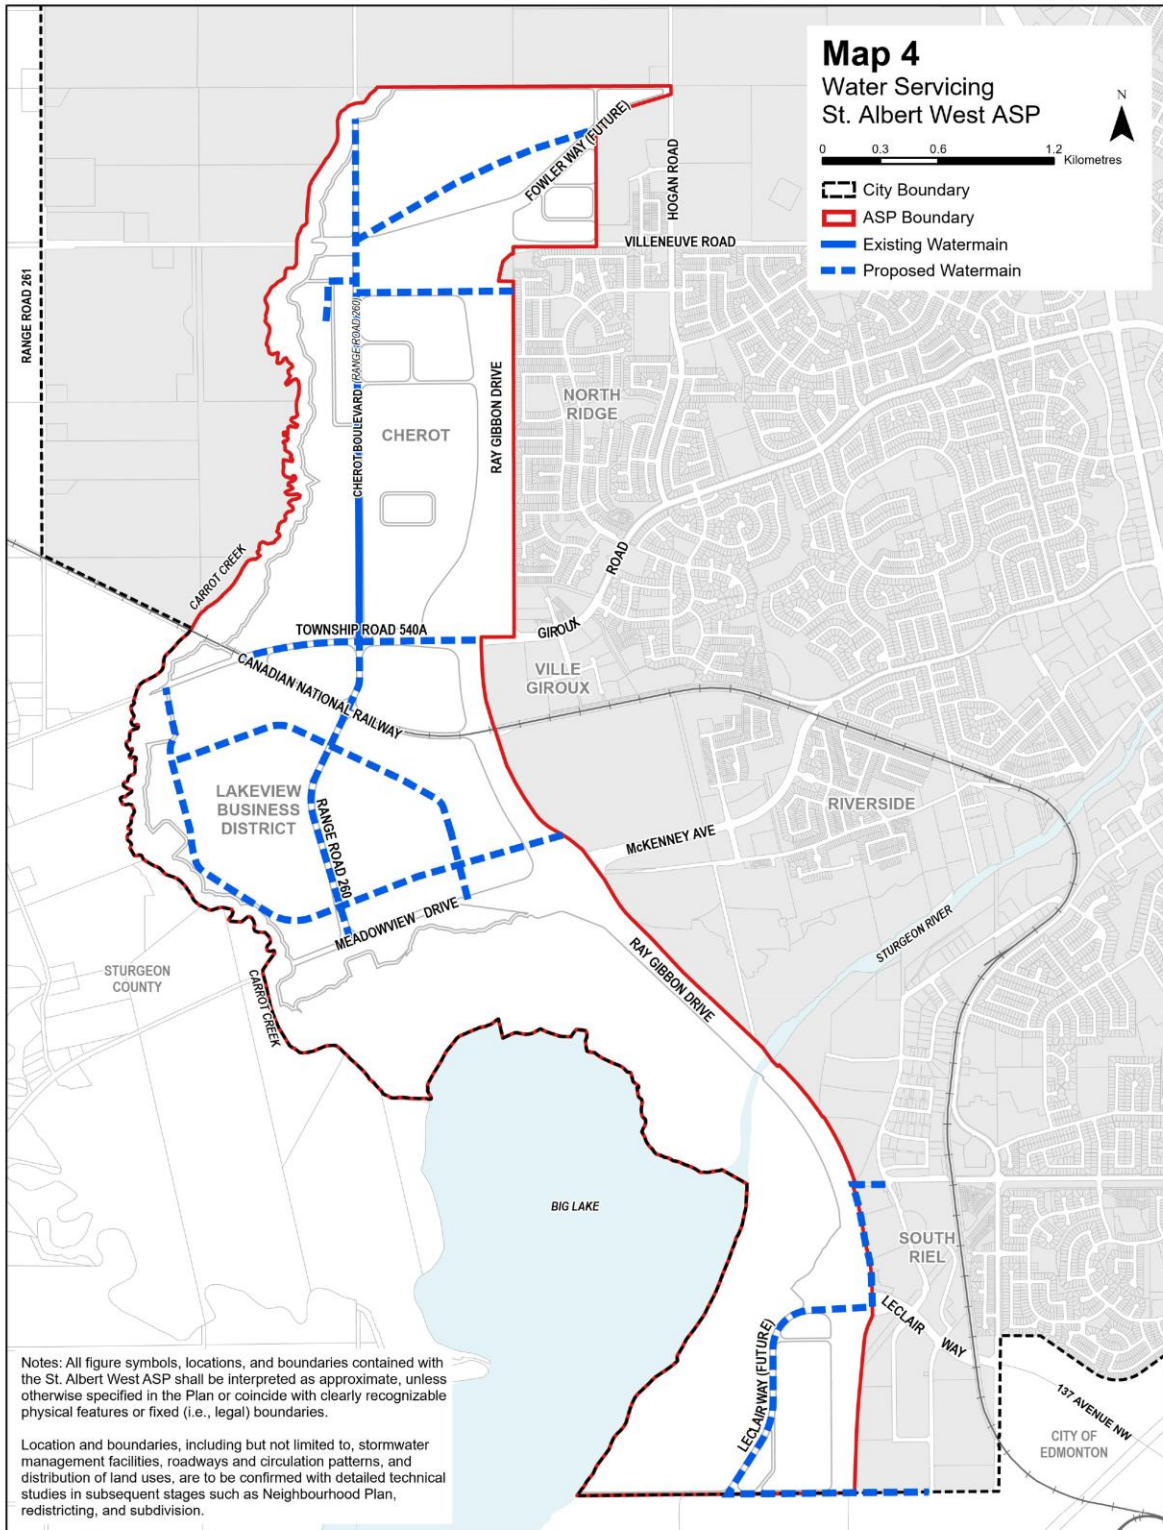 Map 4
Water Servicing
St. Albert West ASP
N
0 0.3 0.6 1.2
Kilometres
City Boundary
ASP Boundary
Existing Watermain
Proposed Watermain
FOWLER WAY (FUTURE)
HOGAN ROAD
VILLENEUVE ROAD
RANGE ROAD 261
CHEROT BOULEVARD (RANGE ROAD 260)
RAY GIBBON DRIVE
NORTH
RIDGE
CHEROT
CARROT CREEK
TOWNSHIP ROAD 540A
GIROUX
ROAD
VILLE
GIROUX
CANADIAN NATIONAL RAILWAY
LAKEVIEW
BUSINESS
DISTRICT
RANGE ROAD 260
RIVERSIDE
McKENNEY AVE
MEADOWVIEW DRIVE
STURGEON RIVER
RAY GIBBON DRIVE
STURGEON
COUNTY
CARROT CREEK
BIG LAKE
SOUTH
RIEL
LECLAIR WAY
LECLAIR WAY (FUTURE)
137 AVENUE NW
CITY OF
EDMONTON
Notes: All figure symbols, locations, and boundaries contained with
the St. Albert West ASP shall be interpreted as approximate, unless
otherwise specified in the Plan or coincide with clearly recognizable
physical features or fixed (i.e., legal) boundaries.
Location and boundaries, including but not limited to, stormwater
management facilities, roadways and circulation patterns, and
distribution of land uses, are to be confirmed with detailed technical
studies in subsequent stages such as Neighbourhood Plan,
redistricting, and subdivision.